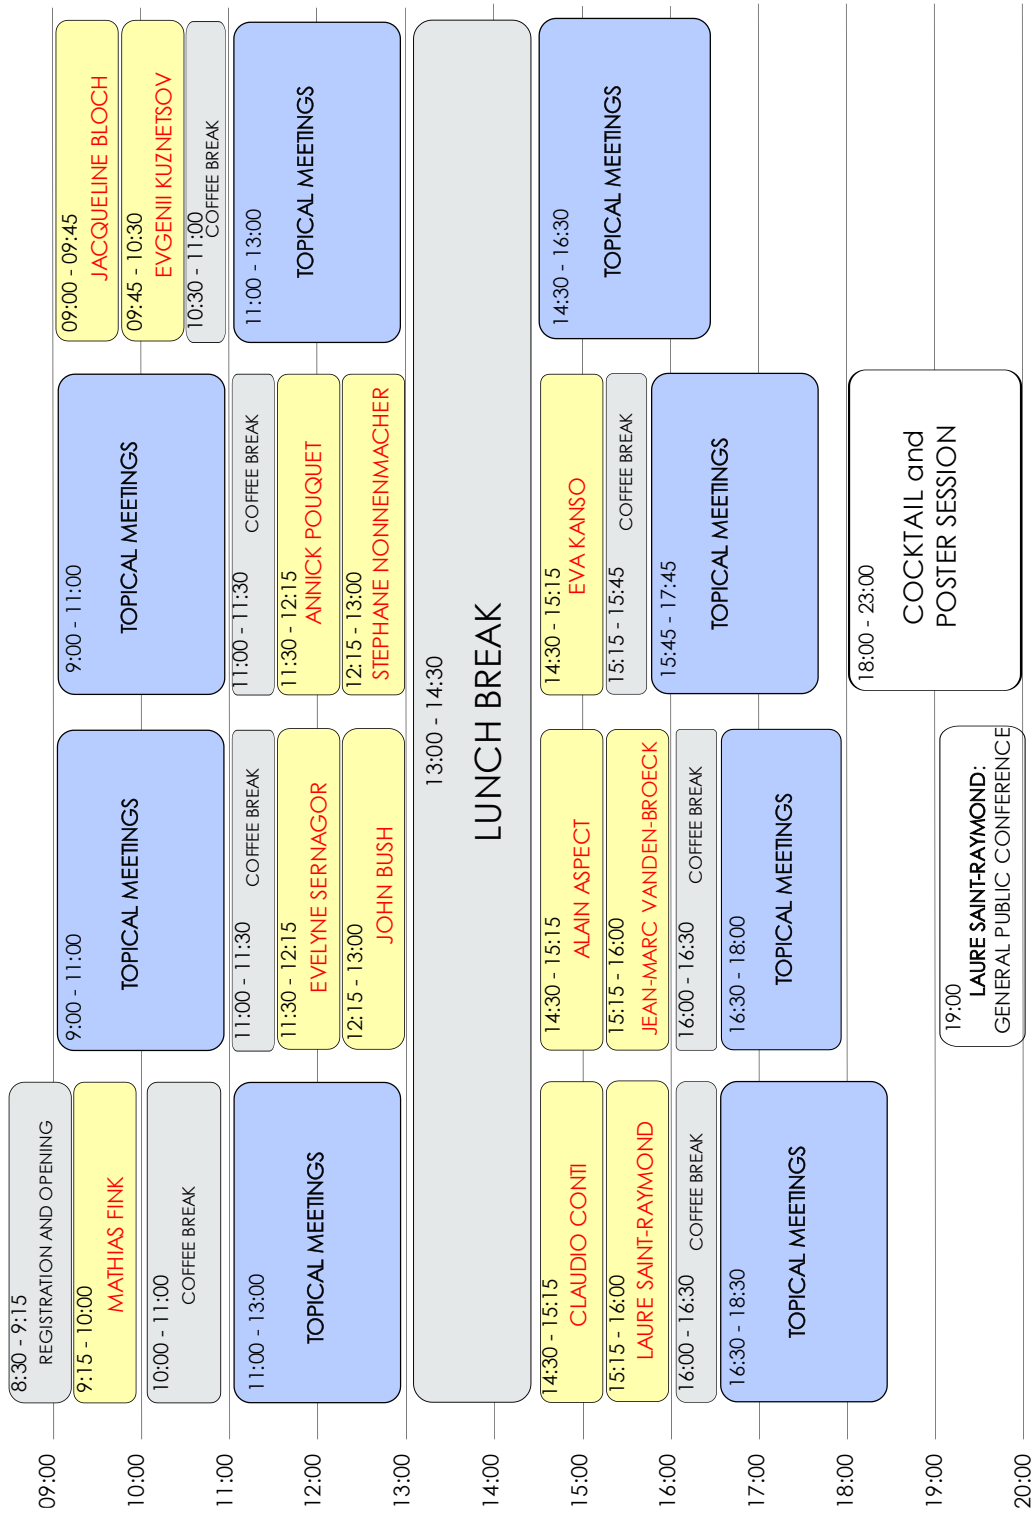 09:00
10:00
11:00
12:00
13:00
14:00
15:00
16:00
17:00
18:00
19:00
20:00
8:30 - 9:15
REGISTRATION AND OPENING
9:15 - 10:00
MATHIAS FINK
10:00 - 11:00
COFFEE BREAK
11:00 - 13:00
TOPICAL MEETINGS
14:30 - 15:15
CLAUDIO CONTI
15:15 - 16:00
LAURE SAINT-RAYMOND
16:00 - 16:30
COFFEE BREAK
16:30 - 18:30
TOPICAL MEETINGS
9:00 - 11:00
TOPICAL MEETINGS
11:00 - 11:30
COFFEE BREAK
11:30 - 12:15
EVELYNE SERNAGOR
12:15 - 13:00
JOHN BUSH
13:00 - 14:30
LUNCH BREAK
14:30 - 15:15
ALAIN ASPECT
15:15 - 16:00
JEAN-MARC VANDEN-BROECK
16:00 - 16:30
COFFEE BREAK
16:30 - 18:00
TOPICAL MEETINGS
19:00
LAURE SAINT-RAYMOND:
GENERAL PUBLIC CONFERENCE
9:00 - 11:00
TOPICAL MEETINGS
11:00 - 11:30
COFFEE BREAK
11:30 - 12:15
ANNICK POUQUET
12:15 - 13:00
STEPHANE NONNENMACHER
14:30 - 15:15
EVA KANSO
15:15 - 15:45
COFFEE BREAK
15:45 - 17:45
TOPICAL MEETINGS
18:00 - 23:00
COCKTAIL and
POSTER SESSION
09:00 - 09:45
JACQUELINE BLOCH
09:45 - 10:30
EVGENII KUZNETSOV
10:30 - 11:00
COFFEE BREAK
11:00 - 13:00
TOPICAL MEETINGS
14:30 - 16:30
TOPICAL MEETINGS